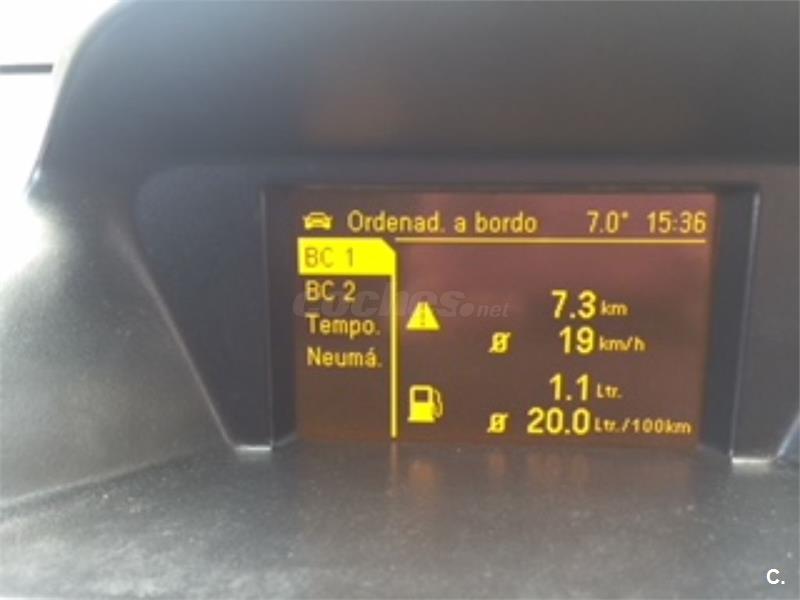 Ordenad. a bordo 7.0° 15:36
BC 1
BC 2
Tempo.
Neumá.
7.3 km
Ø 19 km/h
1.1 Ltr.
Ø 20.0 Ltr./100km
coches.net
C.